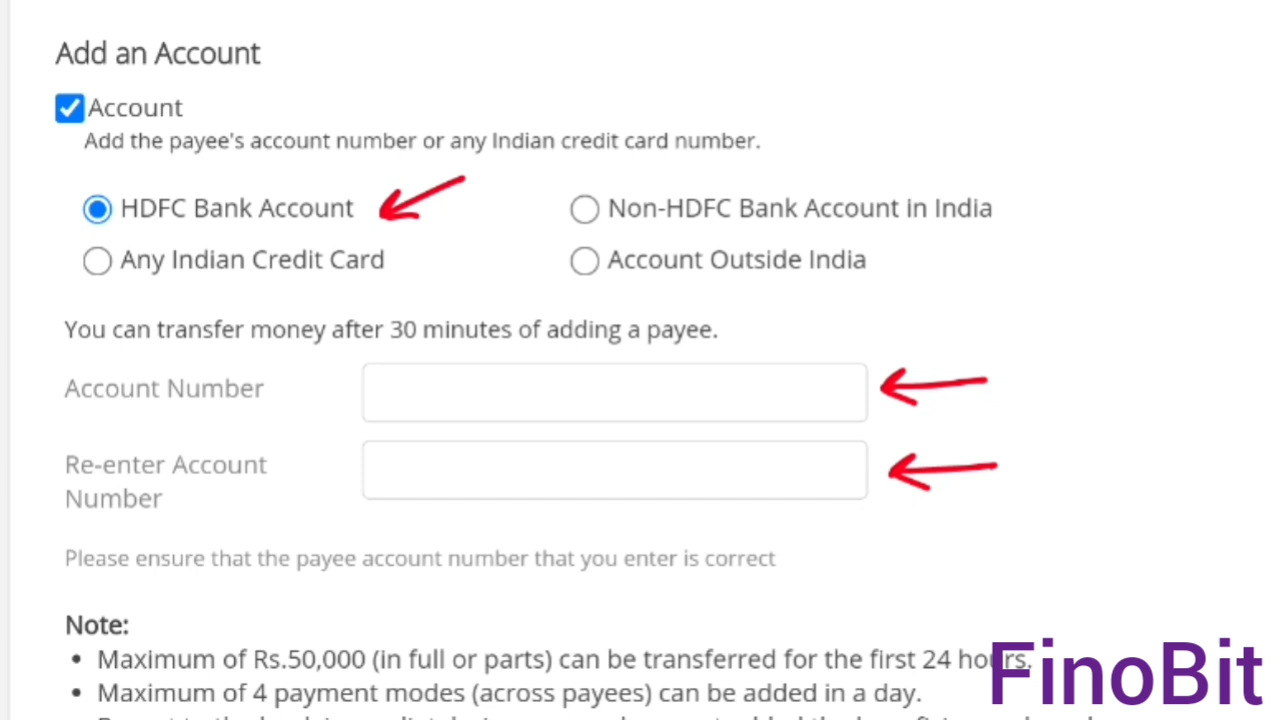 Add an Account
Account
Add the payee's account number or any Indian credit card number.
HDFC Bank Account
Non-HDFC Bank Account in India
Any Indian Credit Card
Account Outside India
You can transfer money after 30 minutes of adding a payee.
Account Number
Re-enter Account
Number
Please ensure that the payee account number that you enter is correct
Note:
• Maximum of Rs.50,000 (in full or parts) can be transferred for the first 24 hours.
• Maximum of 4 payment modes (across payees) can be added in a day.
FinoBit